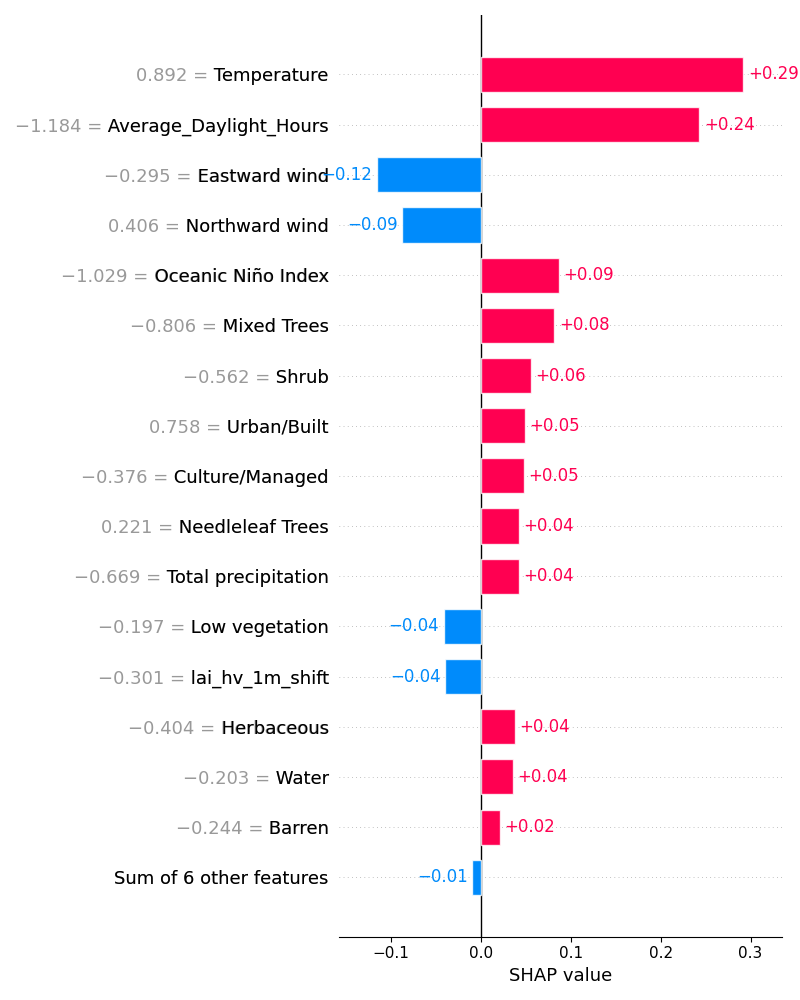 0.892 = Temperature +0.29
−1.184 = Average_Daylight_Hours +0.24
−0.295 = Eastward wind −0.12
0.406 = Northward wind −0.09
−1.029 = Oceanic Niño Index +0.09
−0.806 = Mixed Trees +0.08
−0.562 = Shrub +0.06
0.758 = Urban/Built +0.05
−0.376 = Culture/Managed +0.05
0.221 = Needleleaf Trees +0.04
−0.669 = Total precipitation +0.04
−0.197 = Low vegetation −0.04
−0.301 = lai_hv_1m_shift −0.04
−0.404 = Herbaceous +0.04
−0.203 = Water +0.04
−0.244 = Barren +0.02
Sum of 6 other features −0.01
−0.1 0.0 0.1 0.2 0.3
SHAP value